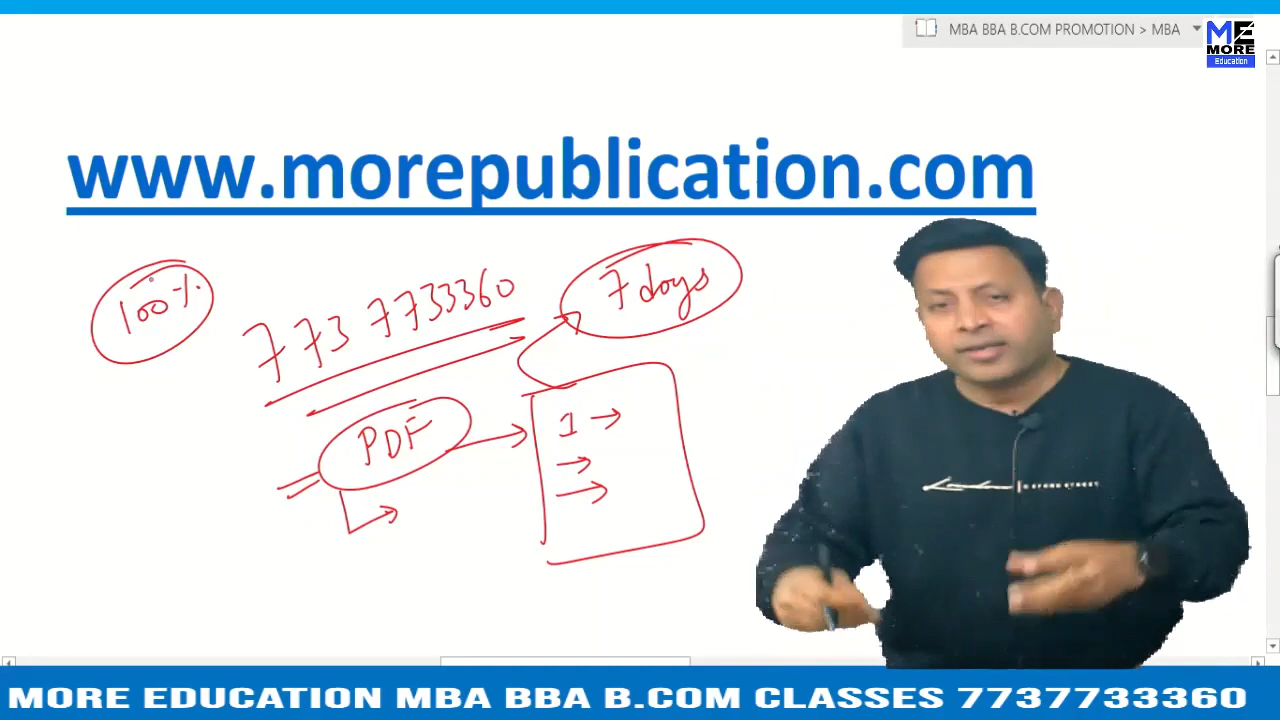 MBA BBA B.COM PROMOTION > MBA
ME
MORE
Education
www.morepublication.com
100%
773 7733360
7 days
PDF
1 →
MORE EDUCATION MBA BBA B.COM CLASSES 7737733360